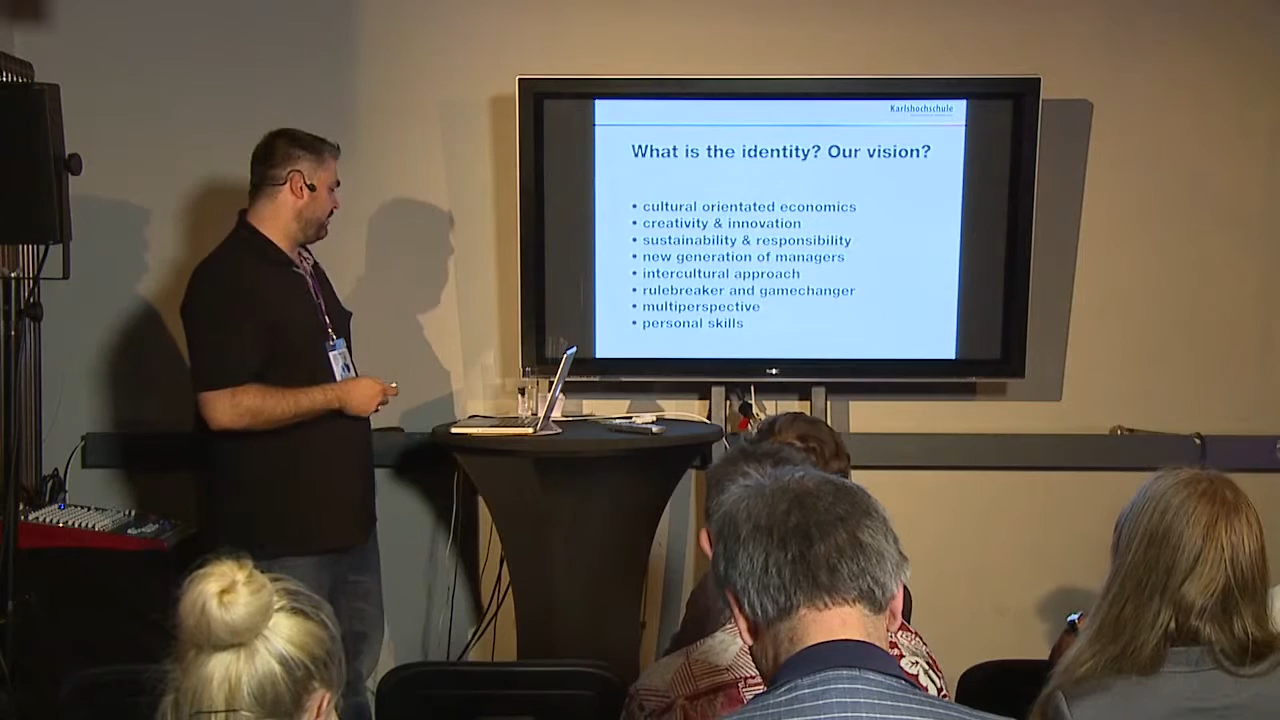 Karlshochschule
What is the identity? Our vision?
• cultural orientated economics
• creativity & innovation
• sustainability & responsibility
• new generation of managers
• intercultural approach
• rulebreaker and gamechanger
• multiperspective
• personal skills